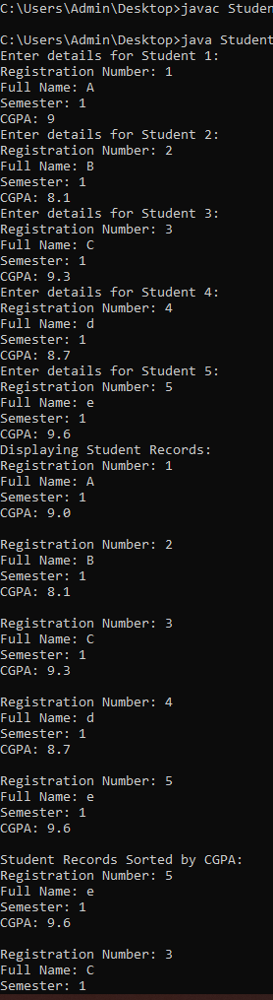 C:\Users\Admin\Desktop>javac Studen
C:\Users\Admin\Desktop>java Student
Enter details for Student 1:
Registration Number: 1
Full Name: A
Semester: 1
CGPA: 9
Enter details for Student 2:
Registration Number: 2
Full Name: B
Semester: 1
CGPA: 8.1
Enter details for Student 3:
Registration Number: 3
Full Name: C
Semester: 1
CGPA: 9.3
Enter details for Student 4:
Registration Number: 4
Full Name: d
Semester: 1
CGPA: 8.7
Enter details for Student 5:
Registration Number: 5
Full Name: e
Semester: 1
CGPA: 9.6
Displaying Student Records:
Registration Number: 1
Full Name: A
Semester: 1
CGPA: 9.0
Registration Number: 2
Full Name: B
Semester: 1
CGPA: 8.1
Registration Number: 3
Full Name: C
Semester: 1
CGPA: 9.3
Registration Number: 4
Full Name: d
Semester: 1
CGPA: 8.7
Registration Number: 5
Full Name: e
Semester: 1
CGPA: 9.6
Student Records Sorted by CGPA:
Registration Number: 5
Full Name: e
Semester: 1
CGPA: 9.6
Registration Number: 3
Full Name: C
Semester: 1